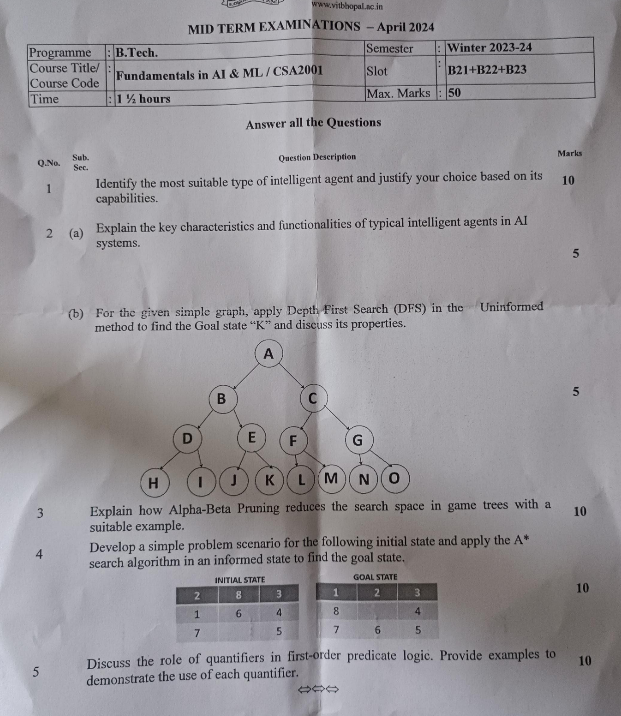 www.vitbhopal.ac.in
MID TERM EXAMINATIONS – April 2024
Programme : B.Tech. Semester : Winter 2023-24
Course Title/ Course Code : Fundamentals in AI & ML / CSA2001 Slot : B21+B22+B23
Time : 1 ½ hours Max. Marks : 50
Answer all the Questions
Q.No. Sub. Sec. Question Description Marks
1 Identify the most suitable type of intelligent agent and justify your choice based on its 10
capabilities.
2 (a) Explain the key characteristics and functionalities of typical intelligent agents in AI
systems.
5
(b) For the given simple graph, apply Depth First Search (DFS) in the Uninformed
method to find the Goal state “K” and discuss its properties.
A
5
B C
D E F G
H I J K L M N O
3 Explain how Alpha-Beta Pruning reduces the search space in game trees with a 10
suitable example.
4 Develop a simple problem scenario for the following initial state and apply the A*
search algorithm in an informed state to find the goal state.
INITIAL STATE GOAL STATE
2 8 3 1 2 3 10
1 6 4 8 4
7 5 7 6 5
5 Discuss the role of quantifiers in first-order predicate logic. Provide examples to 10
demonstrate the use of each quantifier.
⇔⇔⇔